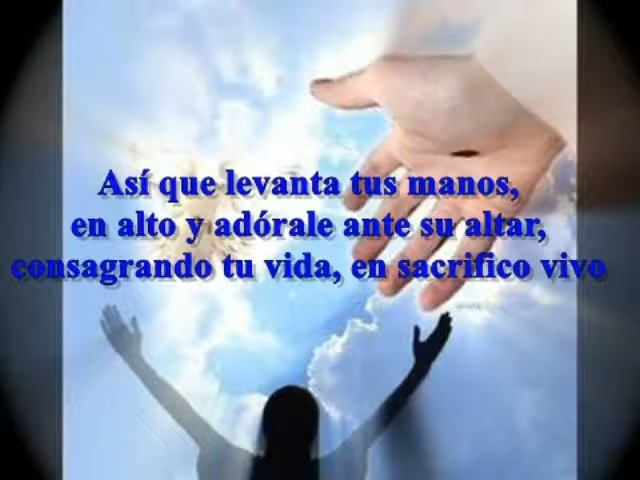 Así que levanta tus manos,
en alto y adórale ante su altar,
consagrando tu vida, en sacrifico vivo